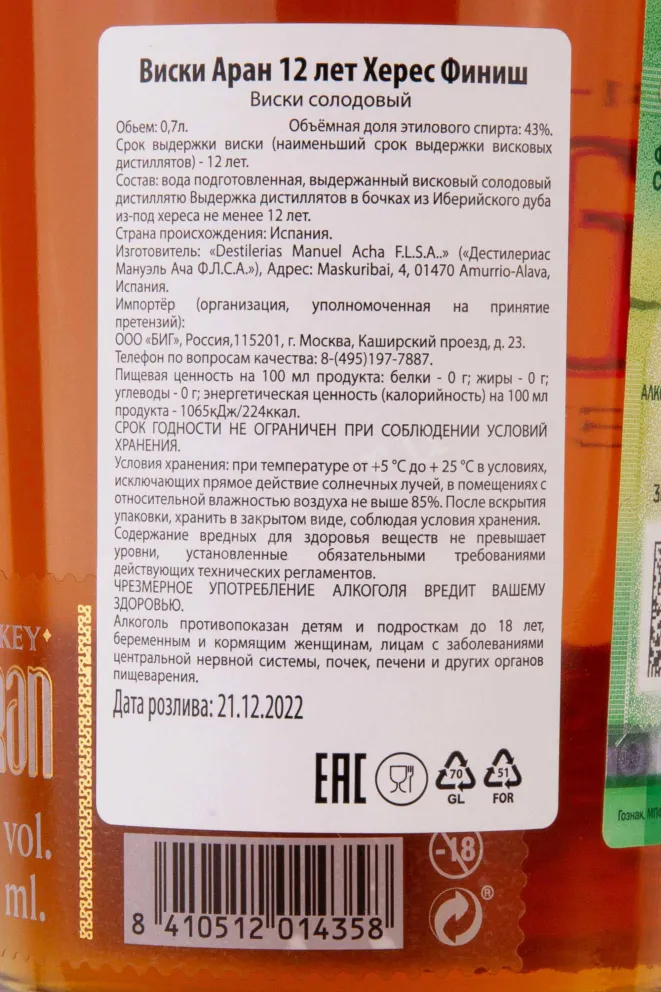 Виски Аран 12 лет Херес Финиш
Виски солодовый
Обьем: 0,7л. Объёмная доля этилового спирта: 43%.
Срок выдержки виски (наименьший срок выдержки висковых
дистиллятов) - 12 лет.
Состав: вода подготовленная, выдержанный висковый солодовый
дистиллятю Выдержка дистиллятов в бочках из Иберийского дуба
из-под хереса не менее 12 лет.
Страна происхождения: Испания.
Изготовитель: «Destilerias Manuel Acha F.L.S.A..» («Дестилериас
Мануэль Ача Ф.Л.С.А.»), Адрес: Maskuribai, 4, 01470 Amurrio-Alava,
Испания.
Импортёр (организация, уполномоченная на принятие
претензий):
ООО «БИГ», Россия,115201, г. Москва, Каширский проезд, д. 23.
Телефон по вопросам качества: 8-(495)197-7887.
Пищевая ценность на 100 мл продукта: белки - 0 г; жиры - 0 г;
углеводы - 0 г; энергетическая ценность (калорийность) на 100 мл
продукта - 1065кДж/224ккал.
СРОК ГОДНОСТИ НЕ ОГРАНИЧЕН ПРИ СОБЛЮДЕНИИ УСЛОВИЙ
ХРАНЕНИЯ.
Условия хранения: при температуре от +5 °С до + 25 °С в условиях,
исключающих прямое действие солнечных лучей, в помещениях с
относительной влажностью воздуха не выше 85%. После вскрытия
упаковки, хранить в закрытом виде, соблюдая условия хранения.
Содержание вредных для здоровья веществ не превышает
уровни, установленные обязательными требованиями
действующих технических регламентов.
ЧРЕЗМЕРНОЕ УПОТРЕБЛЕНИЕ АЛКОГОЛЯ ВРЕДИТ ВАШЕМУ
ЗДОРОВЬЮ.
Алкоголь противопоказан детям и подросткам до 18 лет,
беременным и кормящим женщинам, лицам с заболеваниями
центральной нервной системы, почек, печени и других органов
пищеварения.
Дата розлива: 21.12.2022
EAC 70 51
GL FOR
KEY
vol.
ml.
-18
8 410512 014358
®
Гознак,